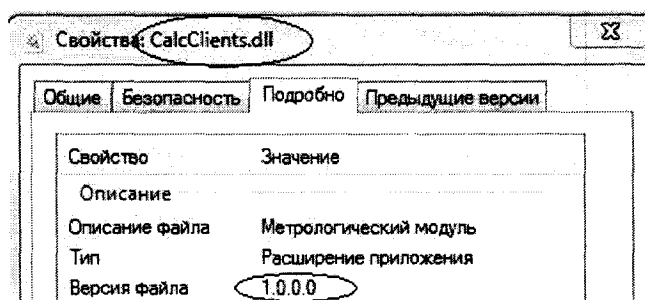 Свойства: CalcClients.dll
Общие Безопасность Подробно Предыдущие версии
Свойство Значение
Описание
Описание файла Метрологический модуль
Тип Расширение приложения
Версия файла 1.0.0.0